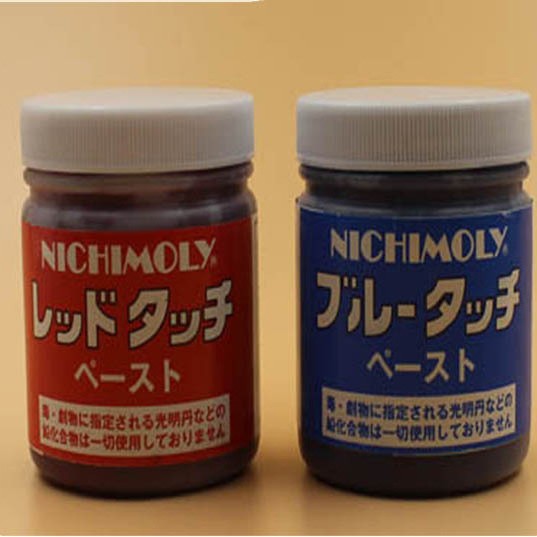 NICHIMOLY®
レッドタッチ
ペースト
毒・劇物に指定される光明丹などの
鉛化合物は一切使用しておりません
NICHIMOLY®
ブルータッチ
ペースト
毒・劇物に指定される光明丹などの
鉛化合物は一切使用しておりません